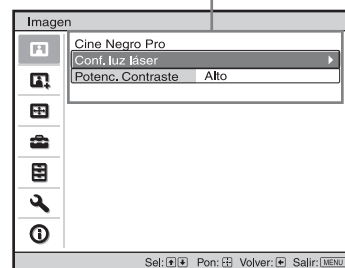 Imagen
Cine Negro Pro
Conf. luz láser
Potenc. Contraste Alto
Sel: Pon: Volver: Salir: MENU